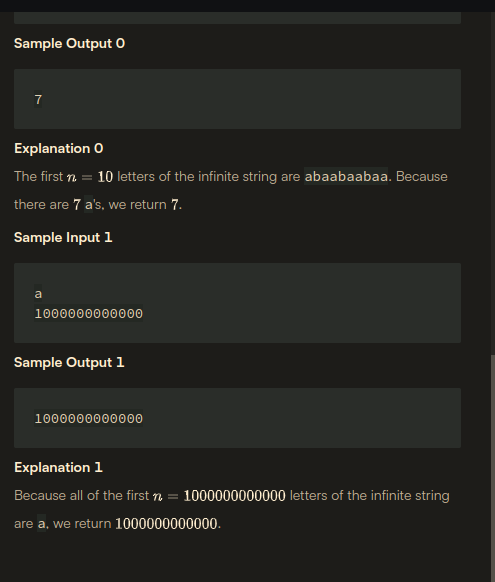 Sample Output 0
7
Explanation 0
The first n = 10 letters of the infinite string are abaabaabaa. Because
there are 7 a's, we return 7.
Sample Input 1
a
1000000000000
Sample Output 1
1000000000000
Explanation 1
Because all of the first n = 1000000000000 letters of the infinite string
are a, we return 1000000000000.